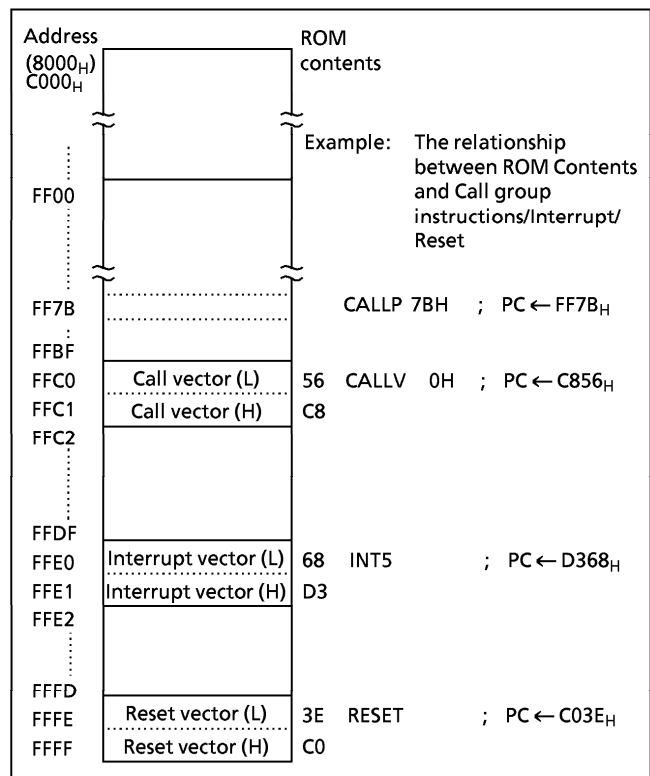 Address
(8000H)
C000H
ROM
contents
Example: The relationship
between ROM Contents
and Call group
instructions/Interrupt/
Reset
FF00
FF7B CALLP 7BH ; PC ← FF7BH
FFBF
FFC0 Call vector (L) 56 CALLV 0H ; PC ← C856H
FFC1 Call vector (H) C8
FFC2
FFDF
FFE0 Interrupt vector (L) 68 INT5 ; PC ← D368H
FFE1 Interrupt vector (H) D3
FFE2
FFFD
FFFE Reset vector (L) 3E RESET ; PC ← C03EH
FFFF Reset vector (H) C0